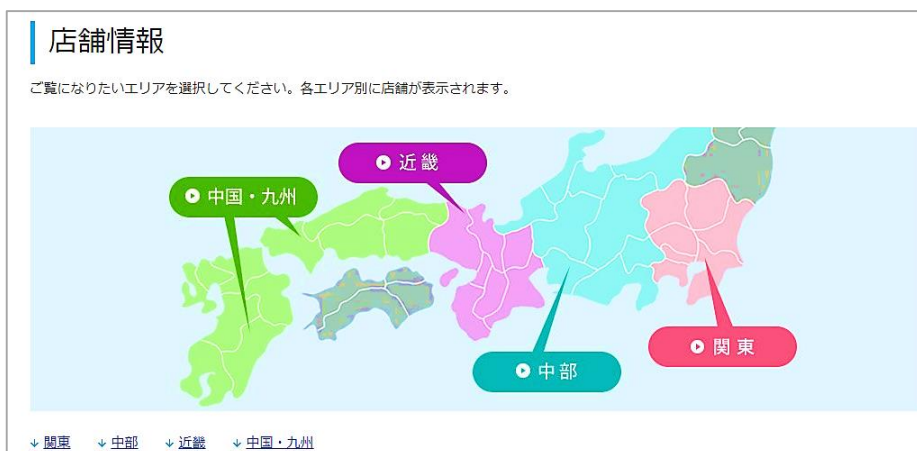 店舗情報
ご覧になりたいエリアを選択してください。各エリア別に店舗が表示されます。
近畿
中国・九州
関東
中部
↓ 関東 ↓ 中部 ↓ 近畿 ↓ 中国・九州